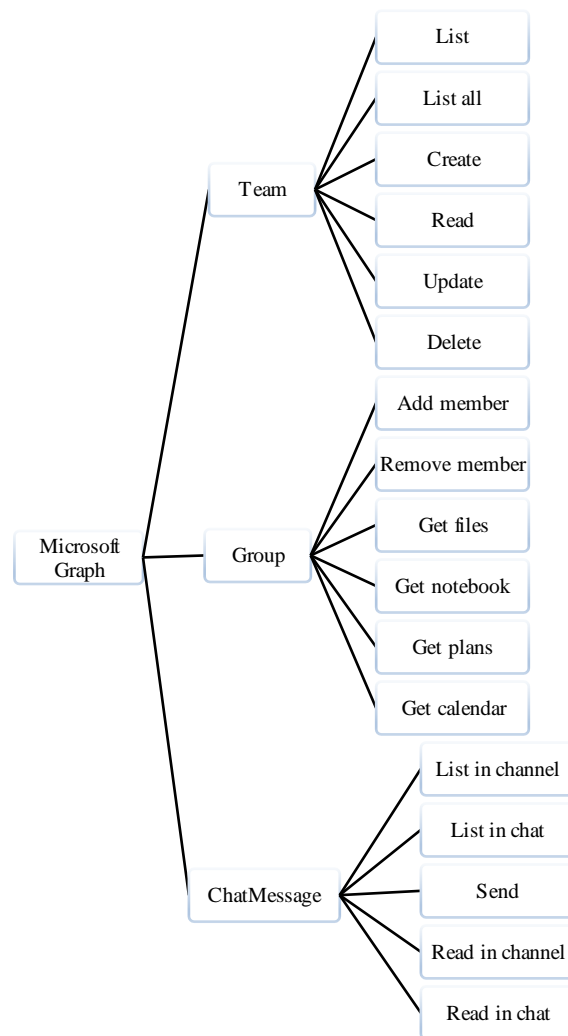 Microsoft
Graph
Team
List
List all
Create
Read
Update
Delete
Group
Add member
Remove member
Get files
Get notebook
Get plans
Get calendar
ChatMessage
List in channel
List in chat
Send
Read in channel
Read in chat